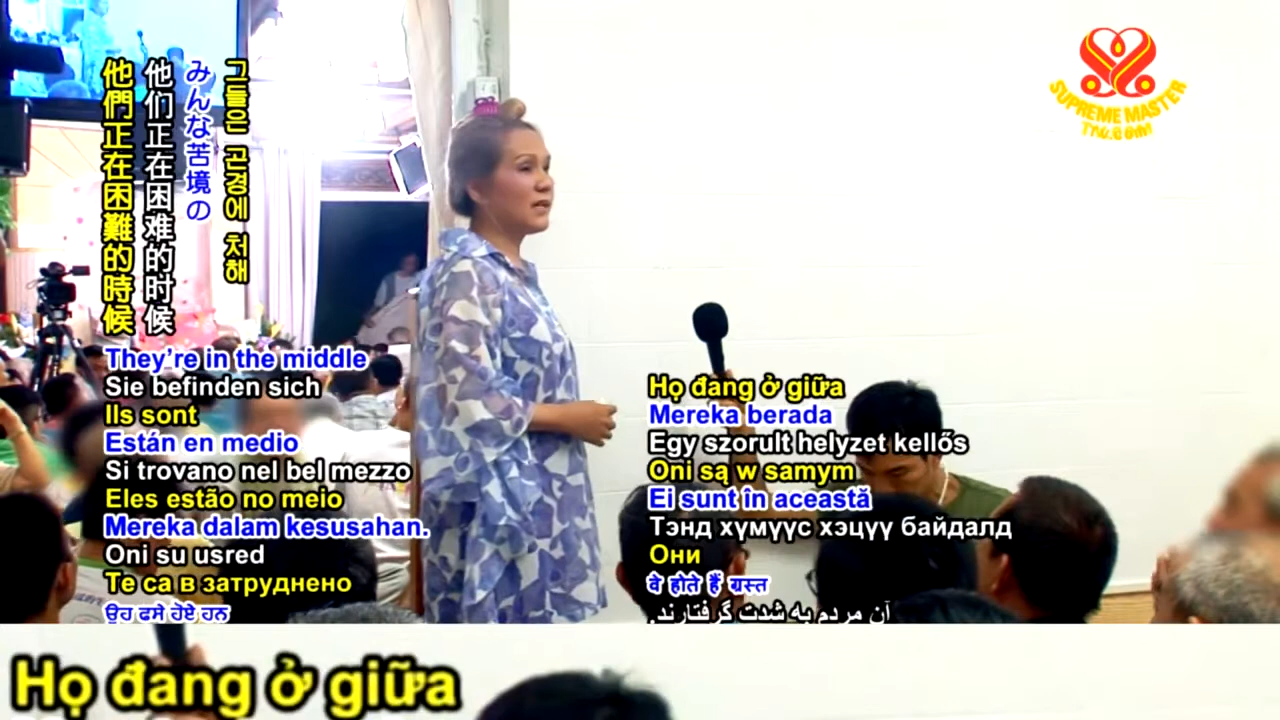 他們正在困難的時候
他们正在困难的时候
みんな苦境の
그들은 곤경에 처해
SUPREME MASTER
TV.COM
They're in the middle
Sie befinden sich
Ils sont
Están en medio
Si trovano nel bel mezzo
Eles estão no meio
Mereka dalam kesusahan.
Oni su usred
Те са в затруднено
ਉਹ ਫਸੇ ਹੋਏ ਹਨ
Họ đang ở giữa
Mereka berada
Egy szorult helyzet kellős
Oni są w samym
Ei sunt în această
Тэнд хүмүүс хэцүү байдалд
Они
वे होते हैं ग्रस्त
آن مردم به شدت گرفتارند.
Họ đang ở giữa